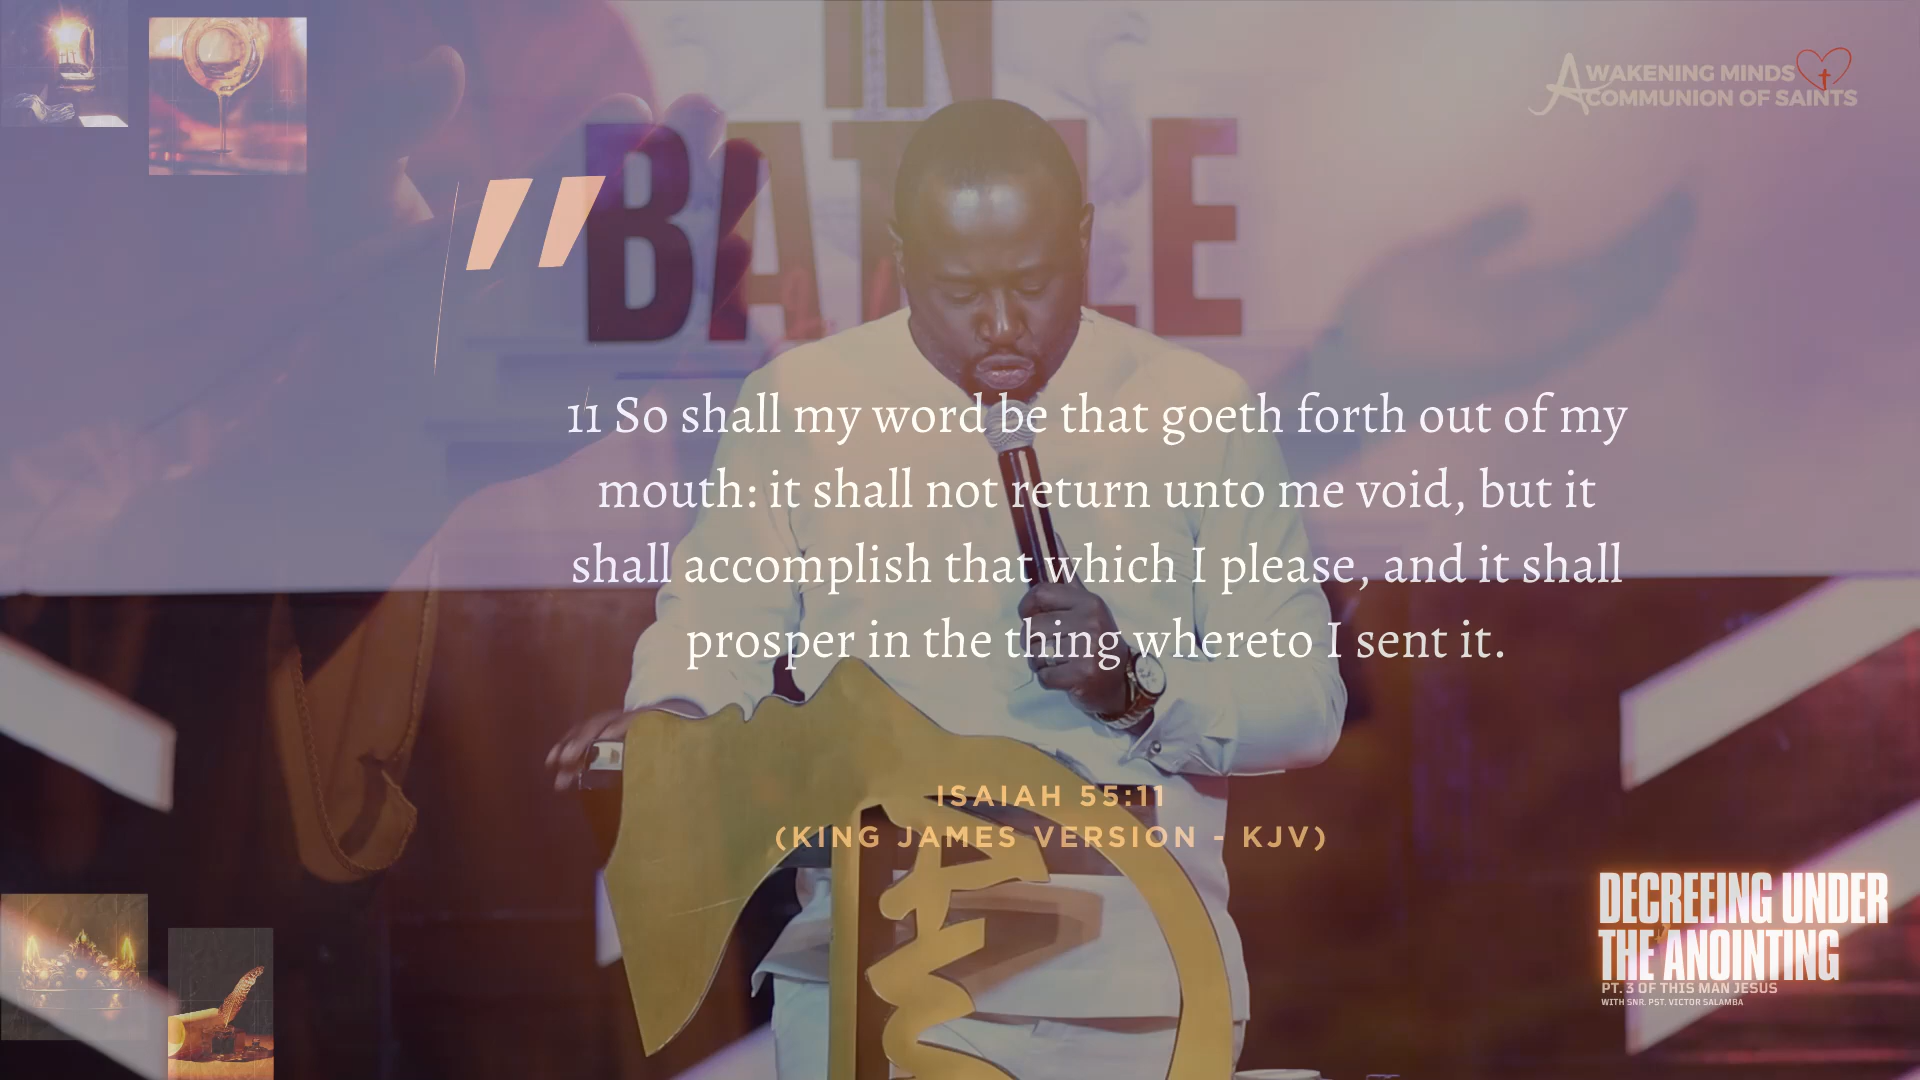 IN
BATTLE
AWAKENING MINDS
COMMUNION OF SAINTS
"
11 So shall my word be that goeth forth out of my
mouth: it shall not return unto me void, but it
shall accomplish that which I please, and it shall
prosper in the thing whereto I sent it.
ISAIAH 55:11
(KING JAMES VERSION - KJV)
DECREEING UNDER
THE ANOINTING
PT. 3 OF THIS MAN JESUS
WITH SNR. PST. VICTOR SALAMBA